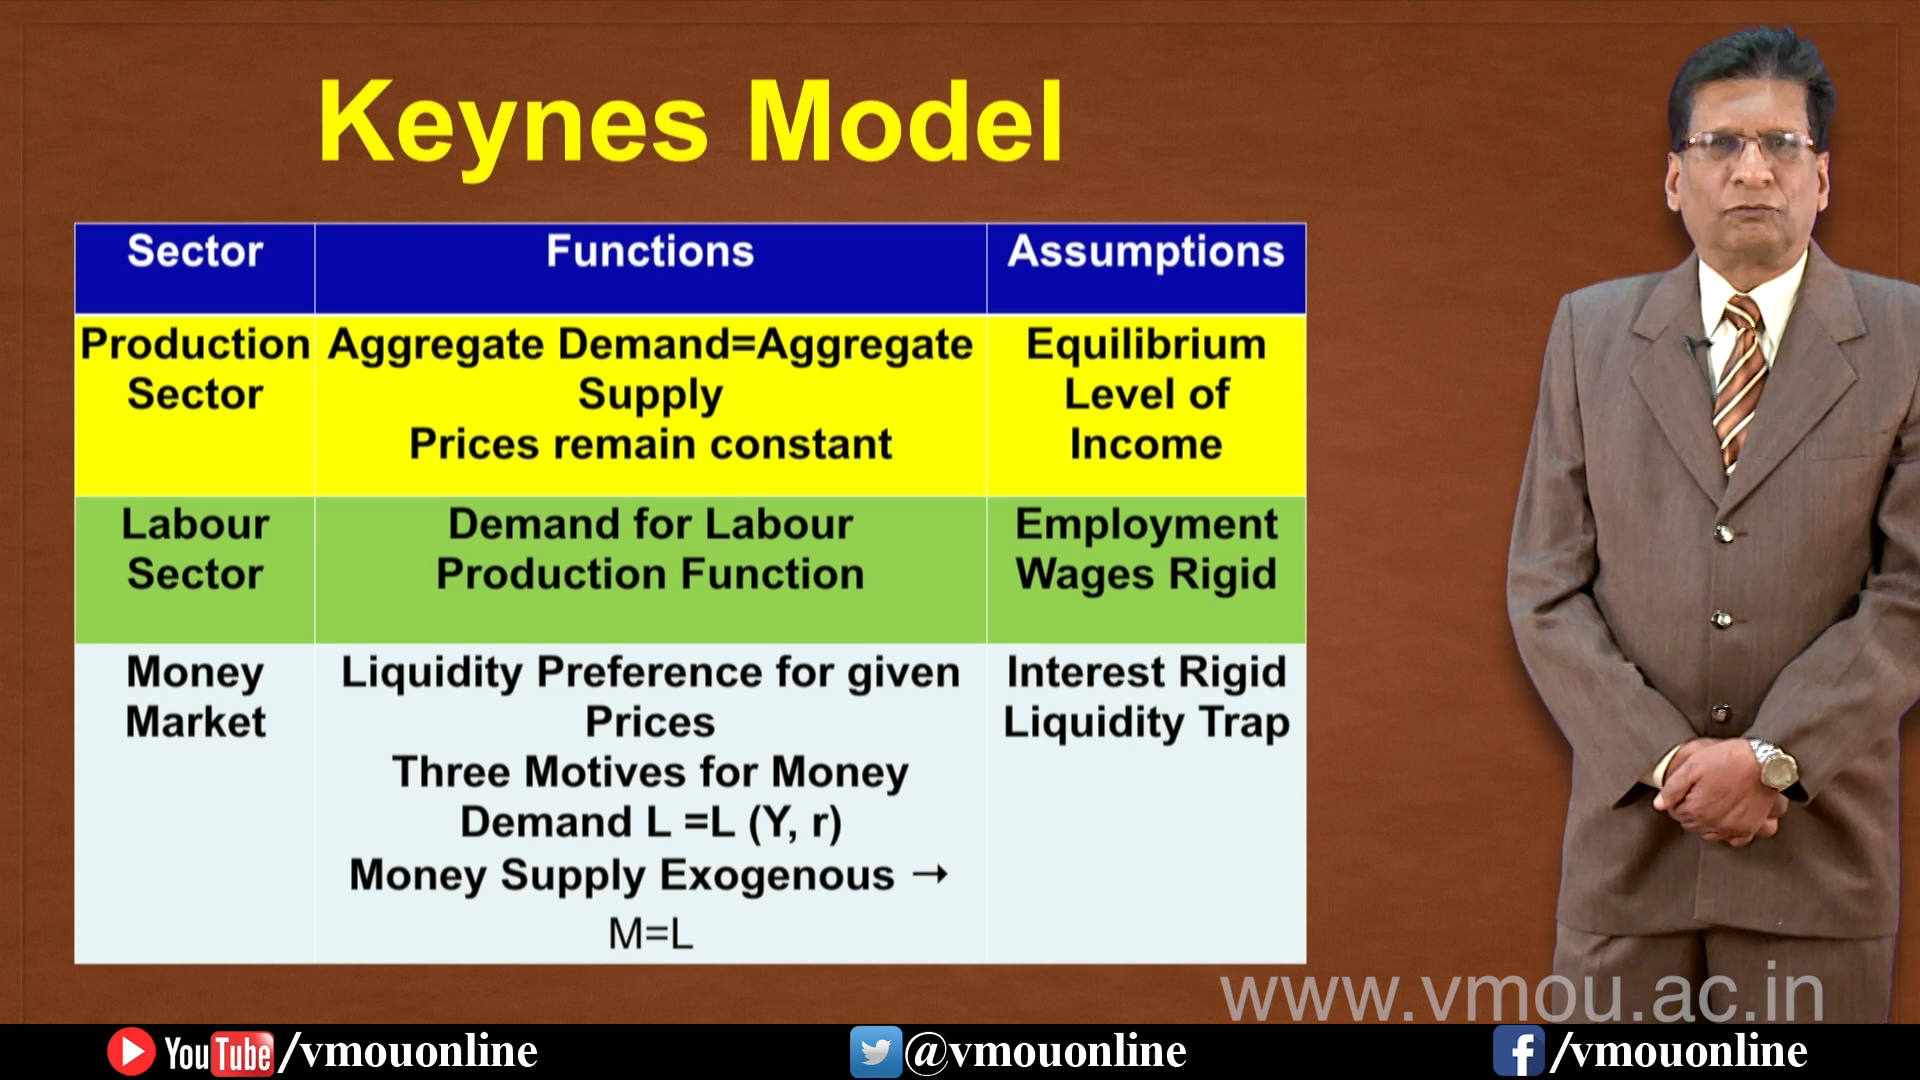 Keynes Model
Sector
Functions
Assumptions
Production
Sector
Aggregate Demand=Aggregate
Supply
Prices remain constant
Equilibrium
Level of
Income
Labour
Sector
Demand for Labour
Production Function
Employment
Wages Rigid
Money
Market
Liquidity Preference for given
Prices
Three Motives for Money
Demand L =L (Y, r)
Money Supply Exogenous →
M=L
Interest Rigid
Liquidity Trap
www.vmou.ac.in
YouTube /vmouonline
@vmouonline
f /vmouonline